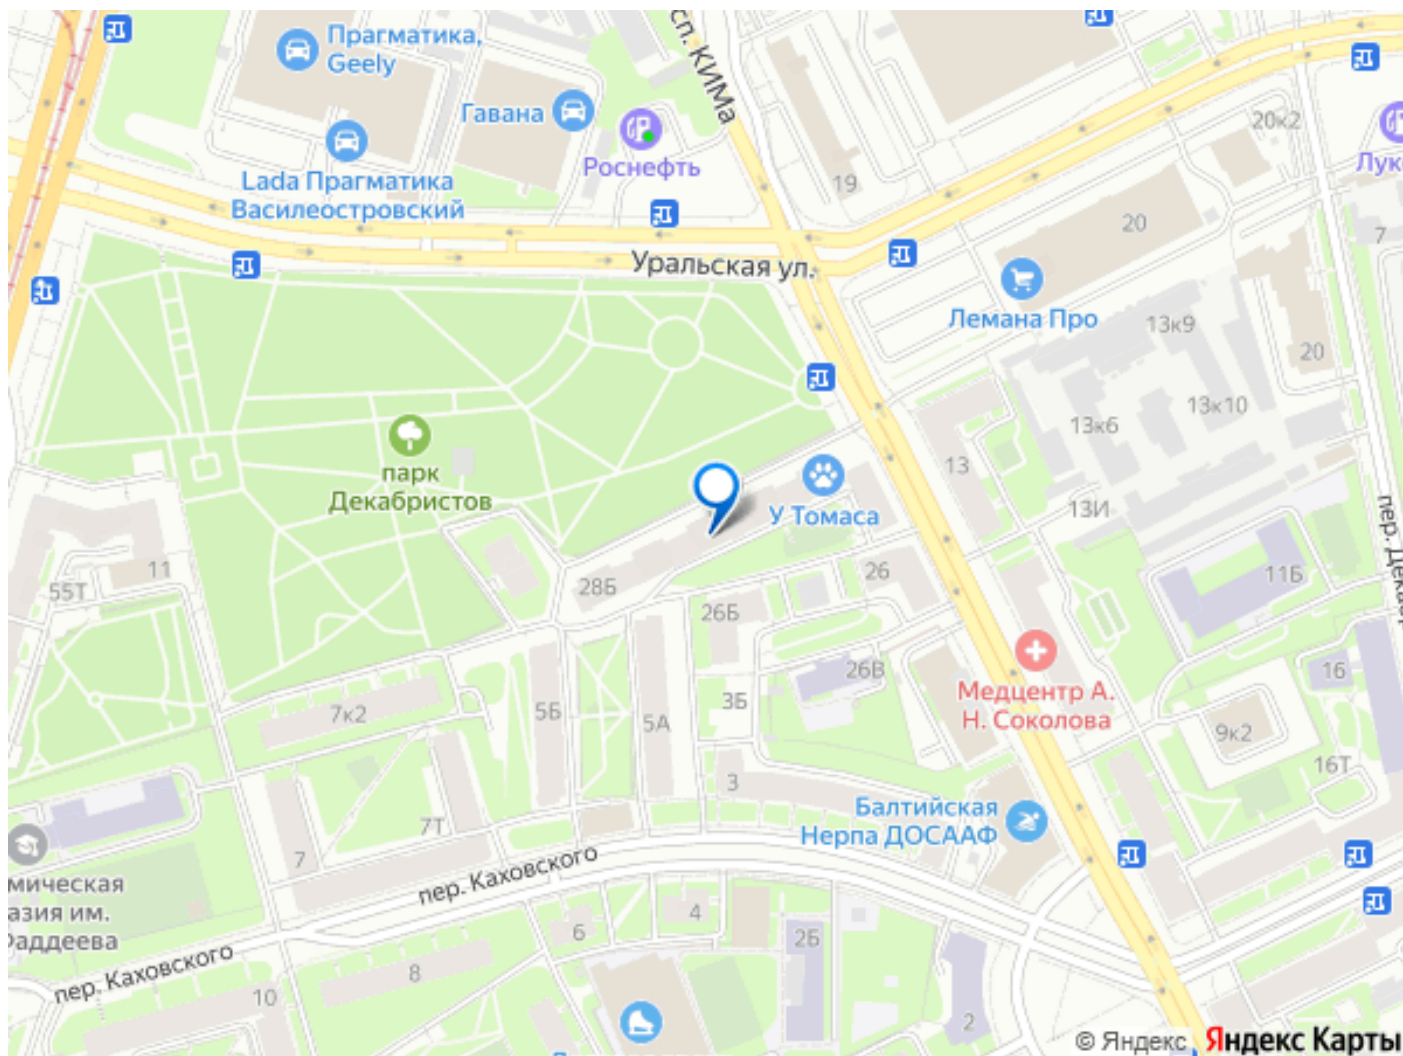 Прагматика,
Geely
Гавана
Роснефть
Lada Прагматика
Василеостровский
сп. КИМа
19
20к2
Лук
20
7
Уральская ул.
Лемана Про
13к9
20
13к6
13к10
парк
Декабристов
13
У Томаса
13И
пер. Декабр
11
55Т
28Б
26
26Б
11Б
26В
16
Медцентр А.
Н. Соколова
7к2
5Б
5А
3Б
9к2
16Т
3
Балтийская
Нерпа ДОСААФ
7Т
7
пер. Каховского
мическая
азия им.
Фаддеева
4
6
2Б
пер. Каховского
8
10
2
© Яндекс Яндекс Карты